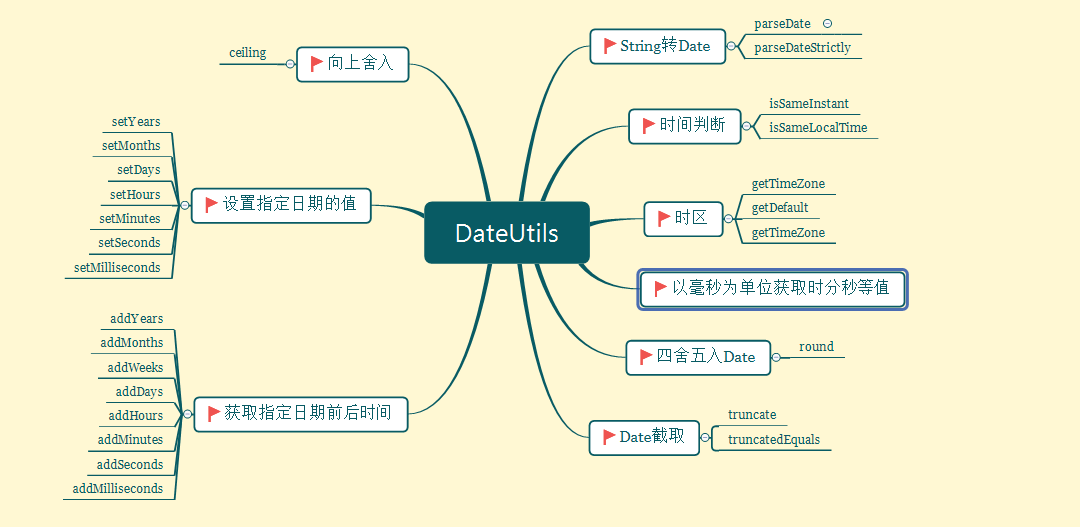 DateUtils
String转Date
parseDate
parseDateStrictly
时间判断
isSameInstant
isSameLocalTime
时区
getTimeZone
getDefault
getTimeZone
以毫秒为单位获取时分秒等值
四舍五入Date
round
Date截取
truncate
truncatedEquals
向上舍入
ceiling
设置指定日期的值
setYears
setMonths
setDays
setHours
setMinutes
setSeconds
setMilliseconds
获取指定日期前后时间
addYears
addMonths
addWeeks
addDays
addHours
addMinutes
addSeconds
addMilliseconds